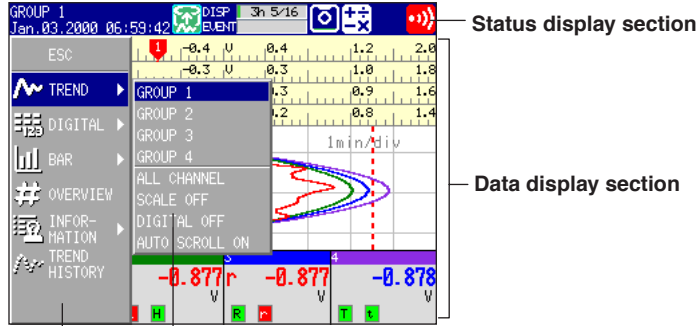 GROUP 1
Jan.03.2000 06:59:42
DISP 3h 5/16
EVENT
Status display section
ESC
1 -0.4 V 0.4 1.2 2.0
-0.3 V 0.3 1.0 1.8
0.3 0.9 1.6
0.2 0.8 1.4
TREND
DIGITAL
BAR
OVERVIEW
INFOR-
MATION
TREND
HISTORY
GROUP 1
GROUP 2
GROUP 3
GROUP 4
ALL CHANNEL
SCALE OFF
DIGITAL OFF
AUTO SCROLL ON
1min/div
Data display section
3 4
-0.877 r -0.877 -0.878
V V V
H R r T t